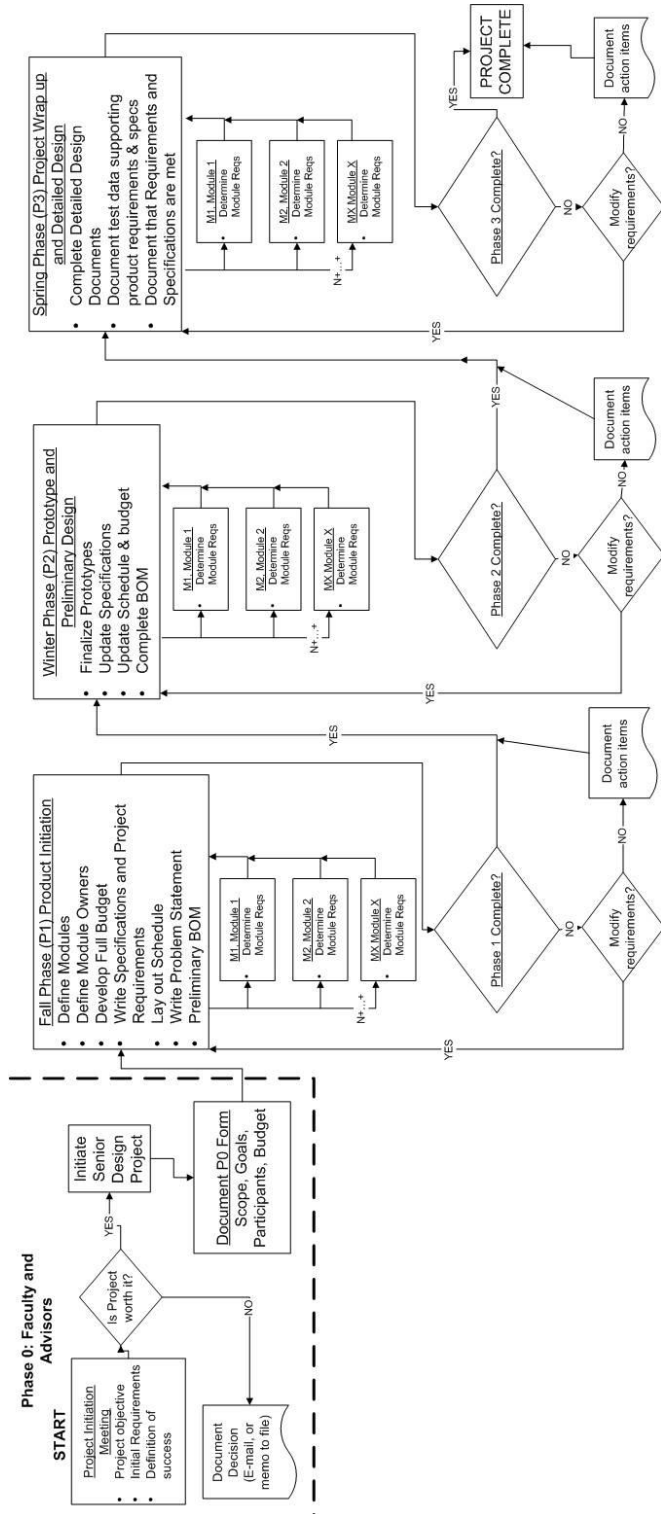 Phase 0: Faculty and
Advisors
START
Project Initiation
Meeting
• Project objective
• Initial Requirements
• Definition of
success
Is Project
worth it?
YES
NO
Document
Decision
(E-mail, or
memo to file)
Initiate
Senior
Design
Project
Document P0 Form
Scope, Goals,
Participants, Budget
Fall Phase (P1) Product Initiation
• Define Modules
• Define Module Owners
• Develop Full Budget
• Write Specifications and Project
Requirements
• Lay out Schedule
• Write Problem Statement
• Preliminary BOM
M1, Module 1
• Determine
Module Reqs
M2, Module 2
• Determine
Module Reqs
MX Module X
• Determine
Module Reqs
N+...+
Phase 1 Complete?
YES
NO
Modify
requirements?
YES
NO
Document
action items
Winter Phase (P2) Prototype and
Preliminary Design
• Finalize Prototypes
• Update Specifications
• Update Schedule & budget
• Complete BOM
M1, Module 1
• Determine
Module Reqs
M2, Module 2
• Determine
Module Reqs
MX Module X
• Determine
Module Reqs
N+...+
Phase 2 Complete?
YES
NO
Modify
requirements?
YES
NO
Document
action items
Spring Phase (P3) Project Wrap up
and Detailed Design
• Complete Detailed Design
Documents
• Document test data supporting
product requirements & specs
• Document that Requirements and
Specifications are met
M1, Module 1
• Determine
Module Reqs
M2, Module 2
• Determine
Module Reqs
MX Module X
• Determine
Module Reqs
N+...+
Phase 3 Complete?
YES
NO
PROJECT
COMPLETE
Modify
requirements?
YES
NO
Document
action items